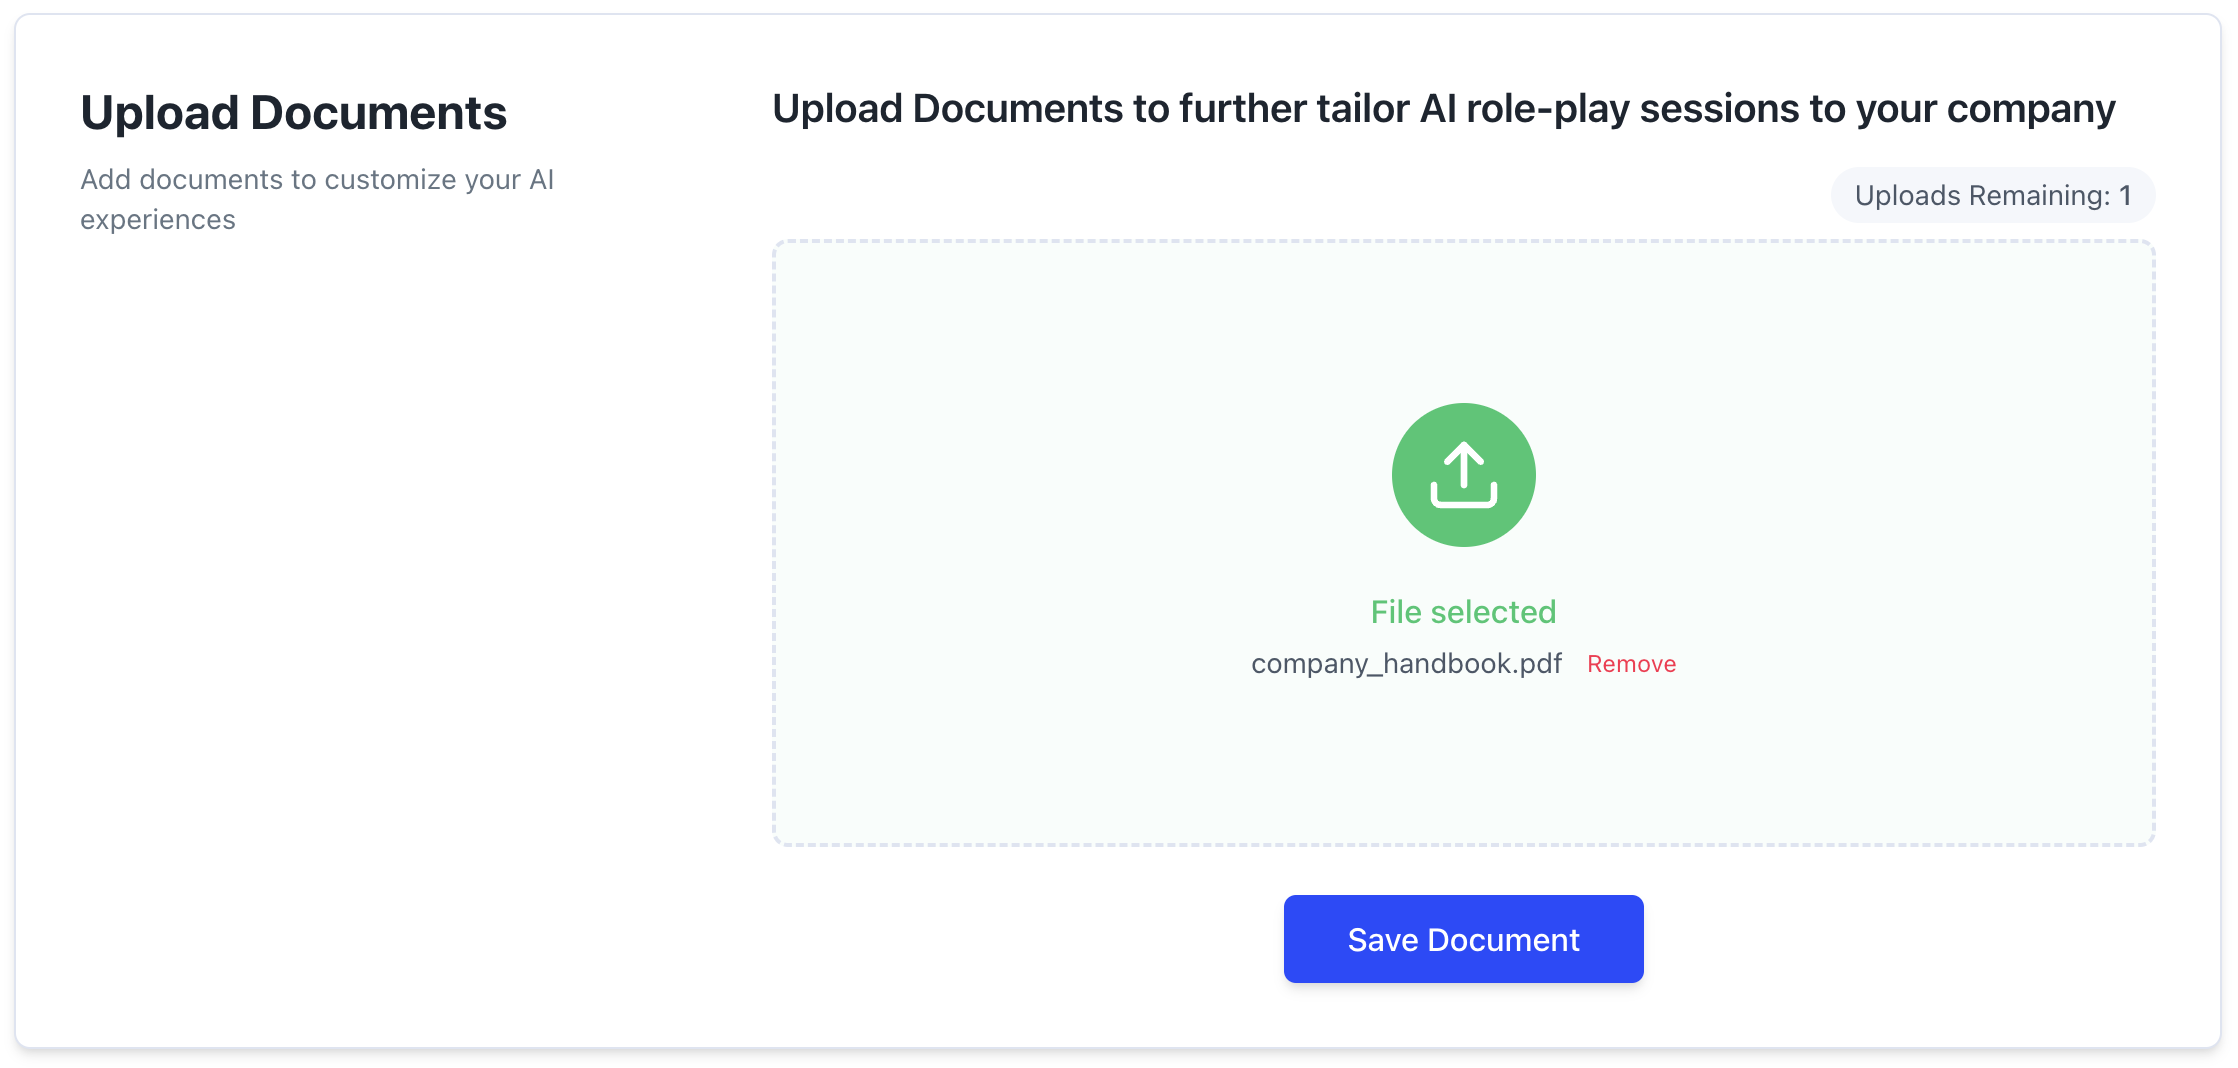 Upload Documents
Add documents to customize your AI
experiences
Upload Documents to further tailor AI role-play sessions to your company
Uploads Remaining: 1
File selected
company_handbook.pdf Remove
Save Document